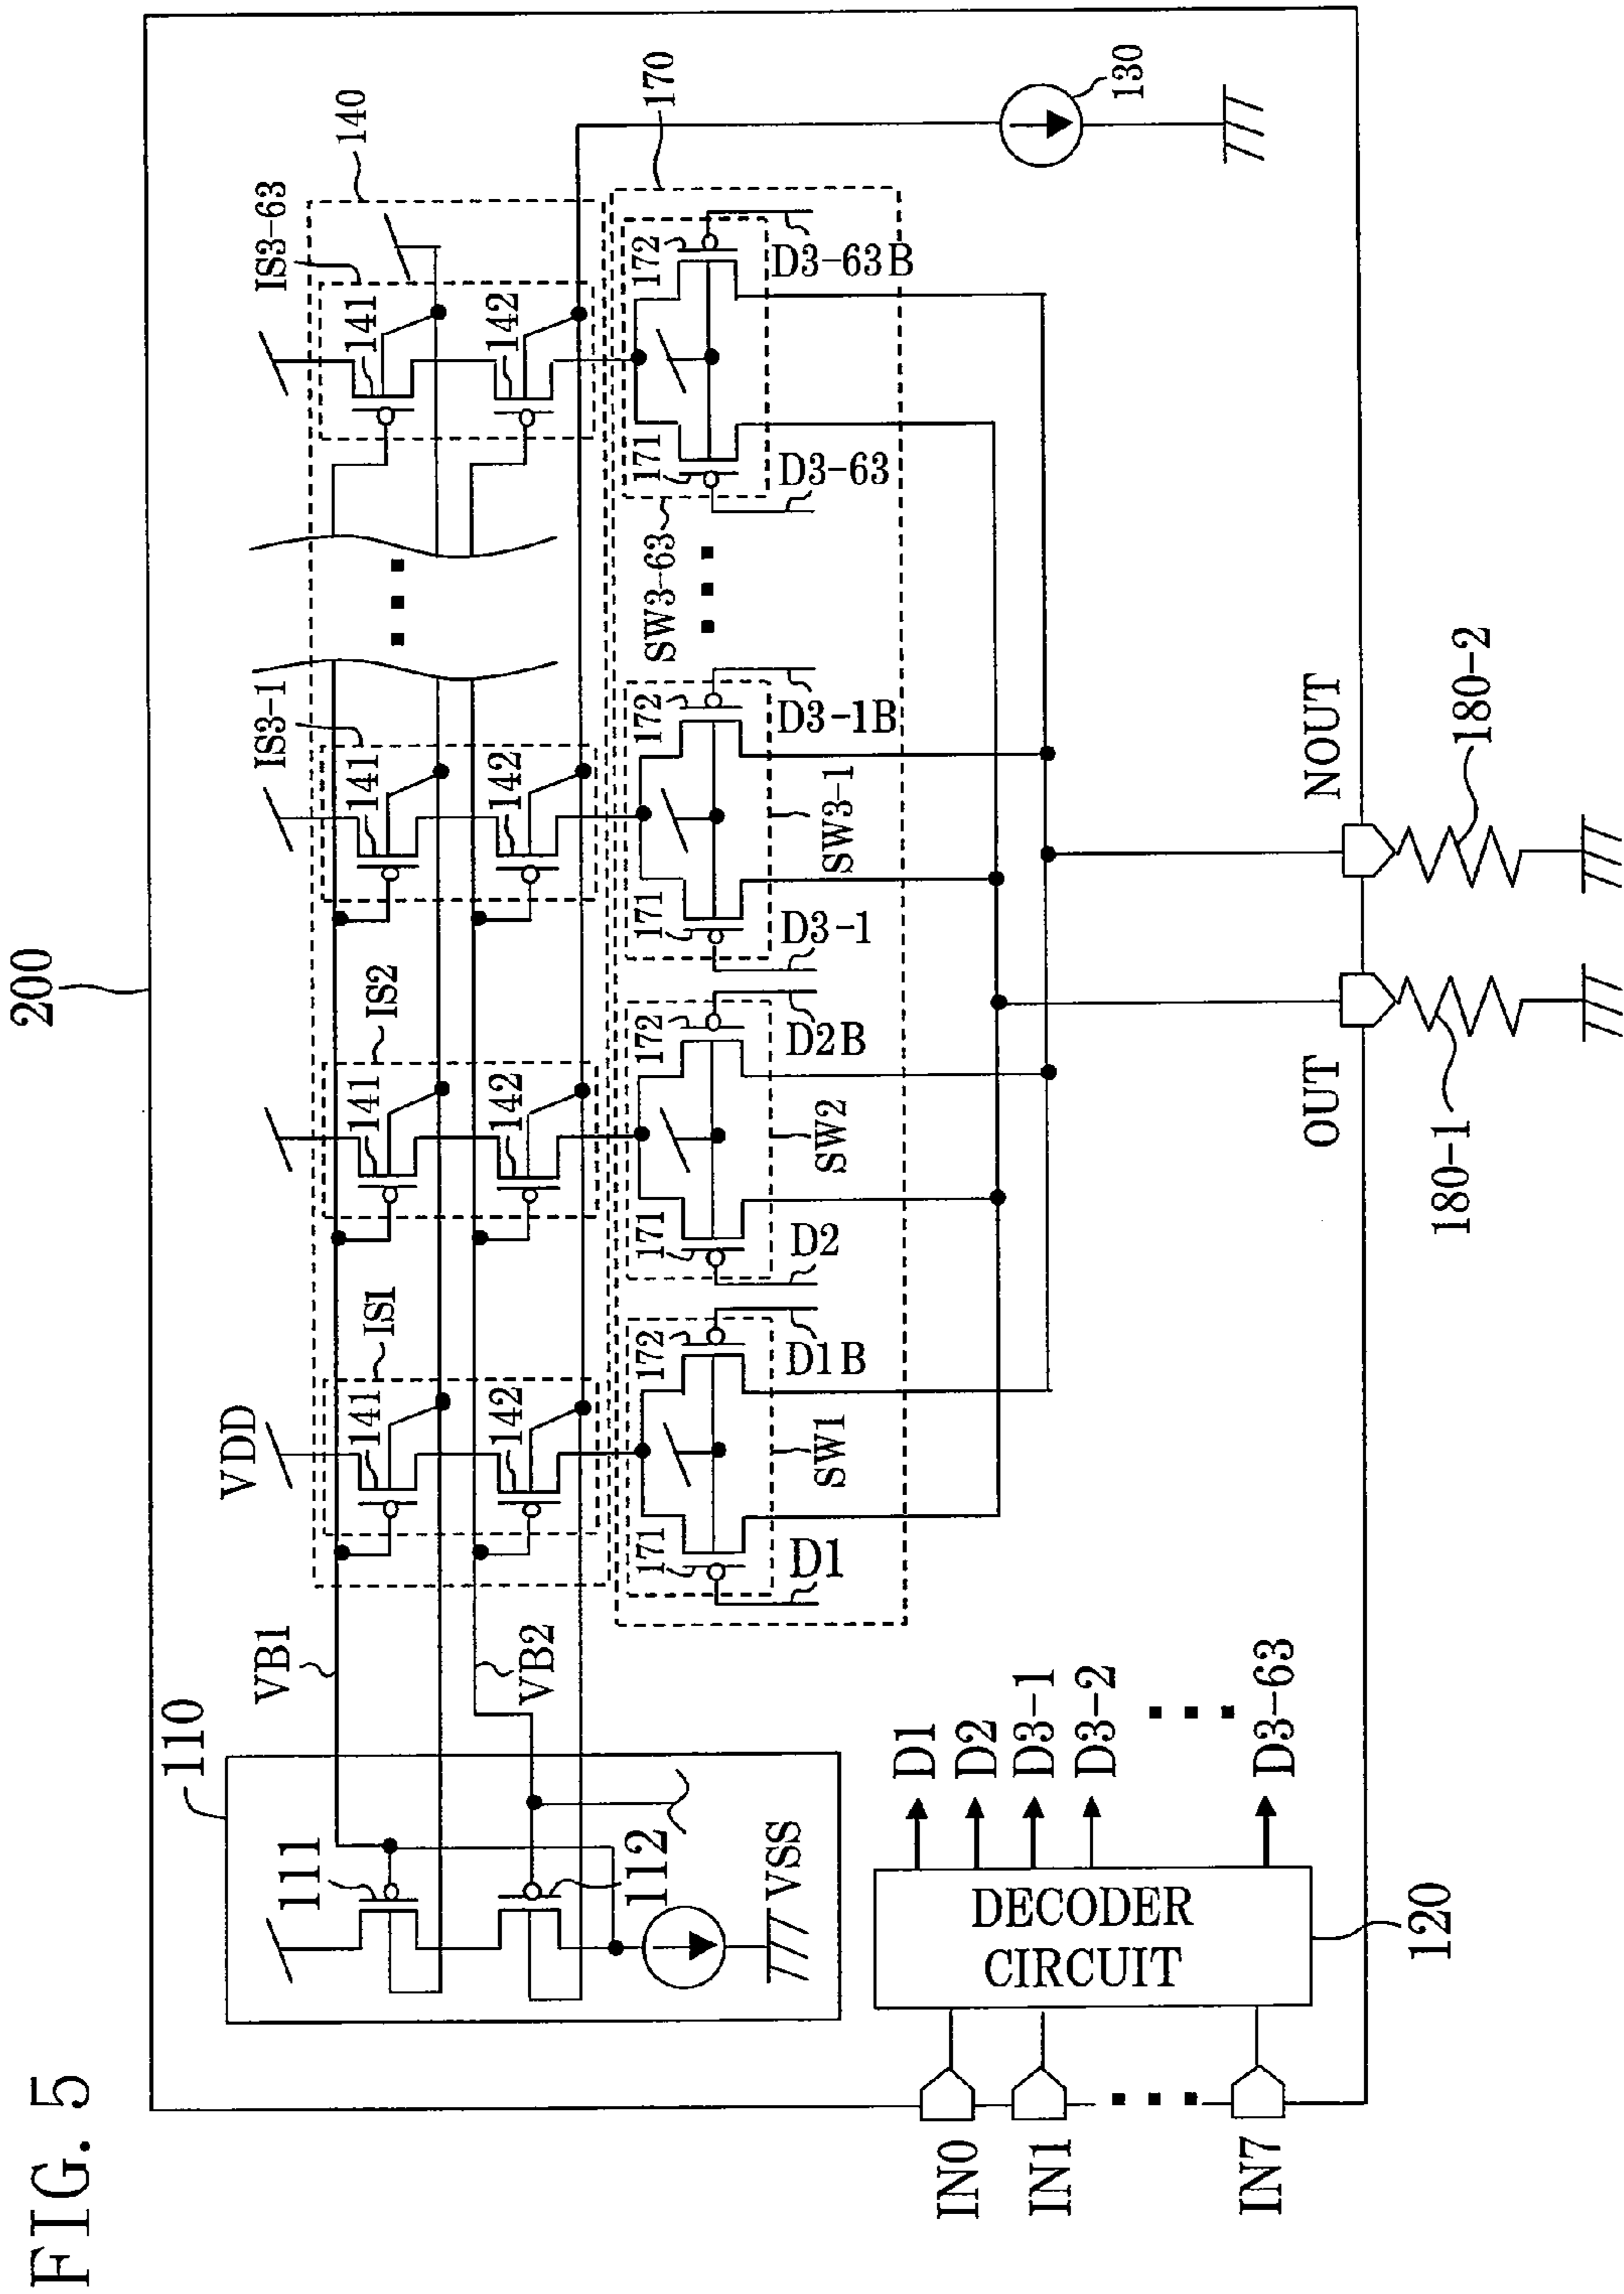 FIG. 5
200
110
111
112
VSS
VB1
VB2
VDD
IS1
141
142
IS2
141
142
IS3-1
141
142
IS3-63
141
142
140
171
172
D1
D1B
SW1
171
172
D2
D2B
SW2
171
172
D3-1
D3-1B
SW3-1
SW3-63
171
172
D3-63
D3-63B
170
130
IN0
IN1
IN7
DECODER
CIRCUIT
120
D1
D2
D3-1
D3-2
D3-63
OUT
NOUT
180-1
180-2